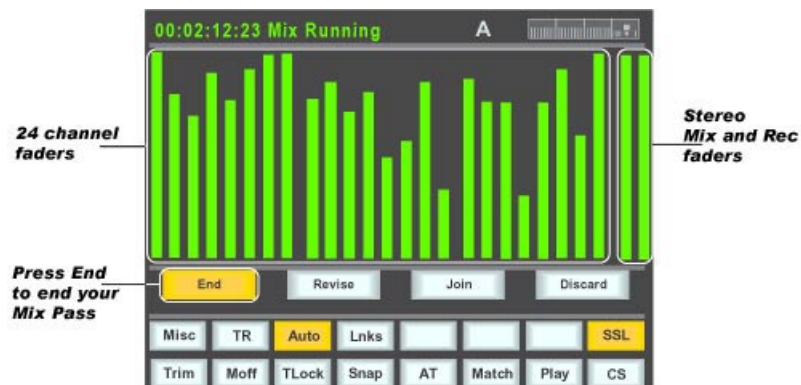 00:02:12:23 Mix Running A
24 channel
faders
Stereo
Mix and Rec
faders
Press End
to end your
Mix Pass
End Revise Join Discard
Misc TR Auto Lnks SSL
Trim Moff TLock Snap AT Match Play CS